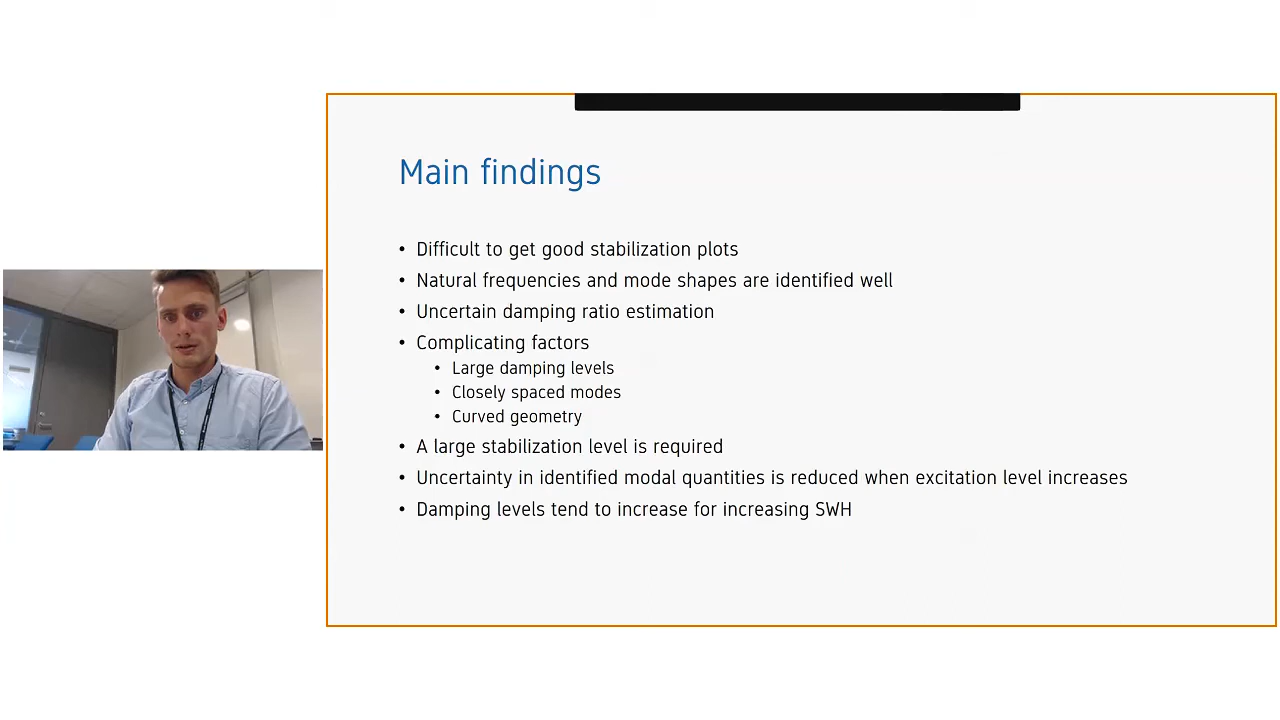 Main findings
• Difficult to get good stabilization plots
• Natural frequencies and mode shapes are identified well
• Uncertain damping ratio estimation
• Complicating factors
• Large damping levels
• Closely spaced modes
• Curved geometry
• A large stabilization level is required
• Uncertainty in identified modal quantities is reduced when excitation level increases
• Damping levels tend to increase for increasing SWH